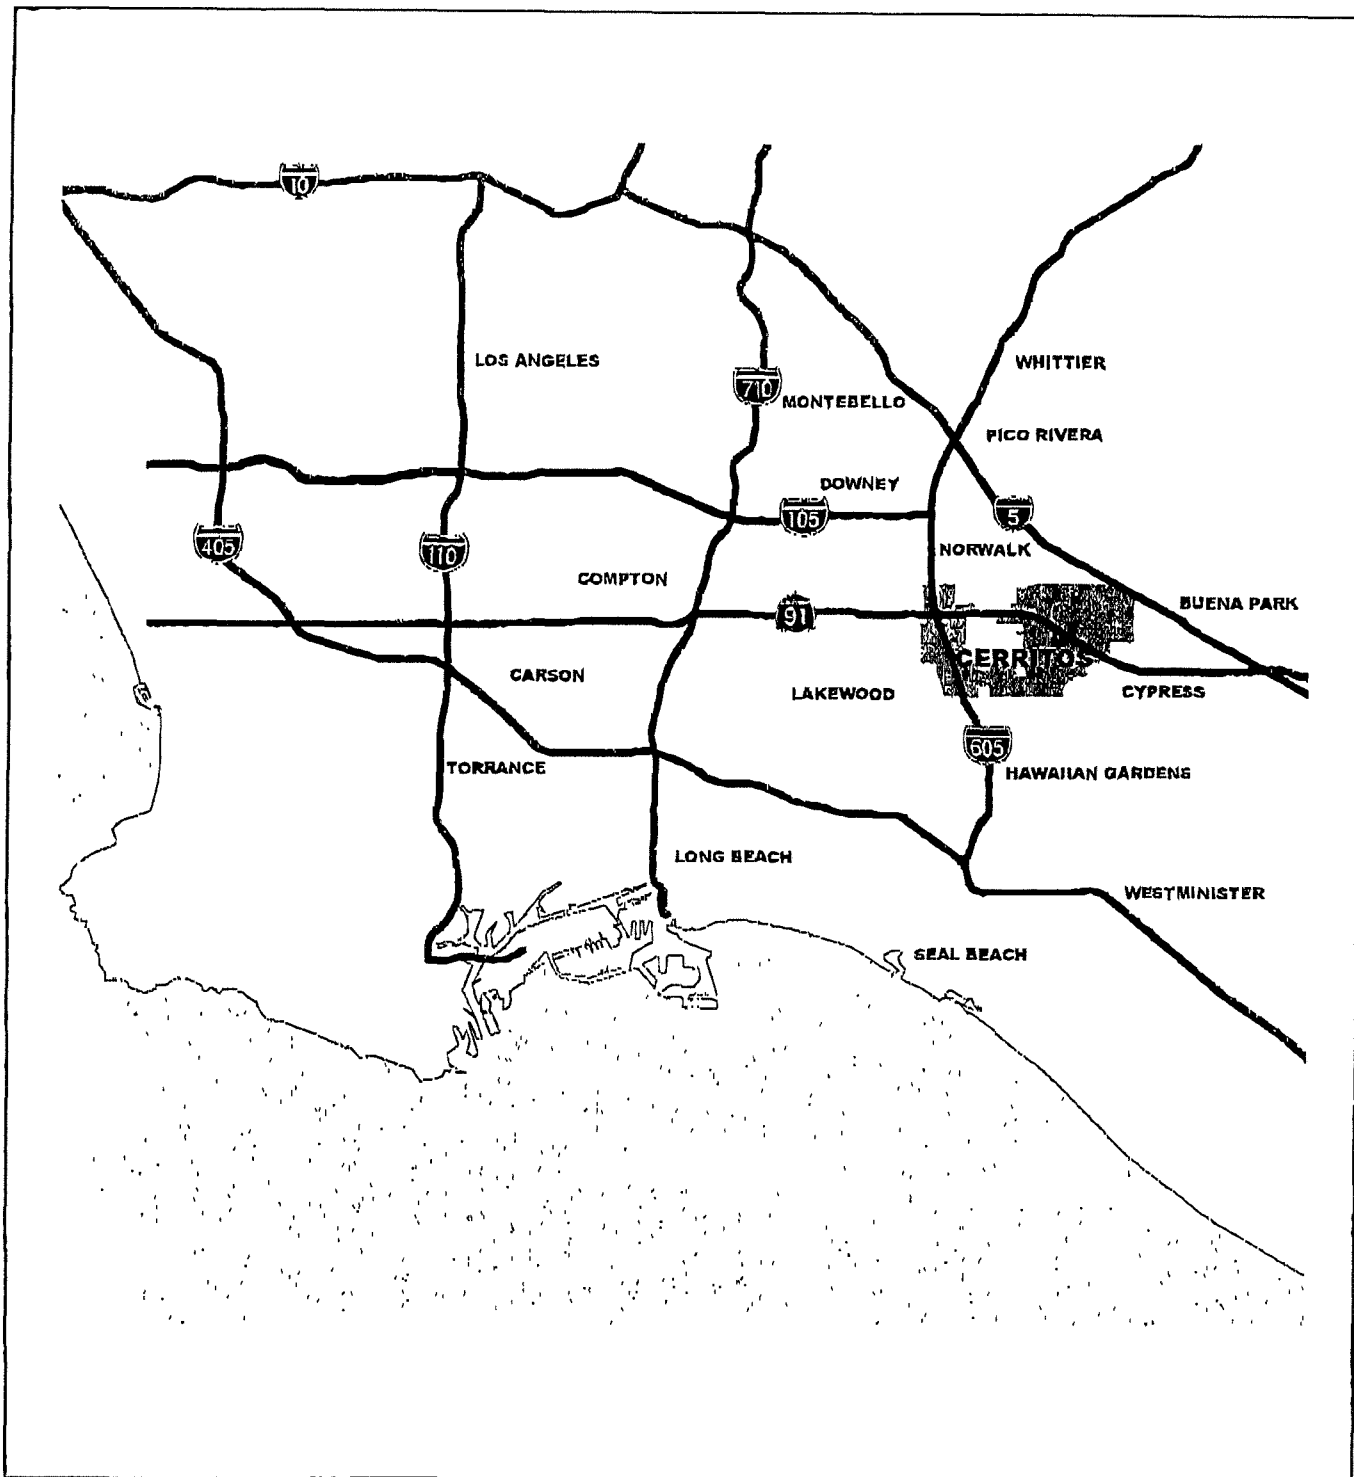 10
LOS ANGELES
WHITTIER
710
MONTEBELLO
PICO RIVERA
DOWNEY
105
5
405
110
NORWALK
COMPTON
91
BUENA PARK
CERRITOS
CARSON
LAKEWOOD
CYPRESS
605
TORRANCE
HAWAIIAN GARDENS
LONG BEACH
WESTMINISTER
SEAL BEACH